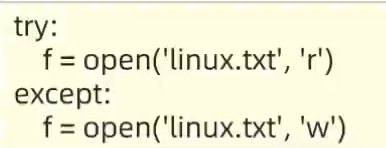 try:
    f = open('linux.txt', 'r')
except:
    f = open('linux.txt', 'w')